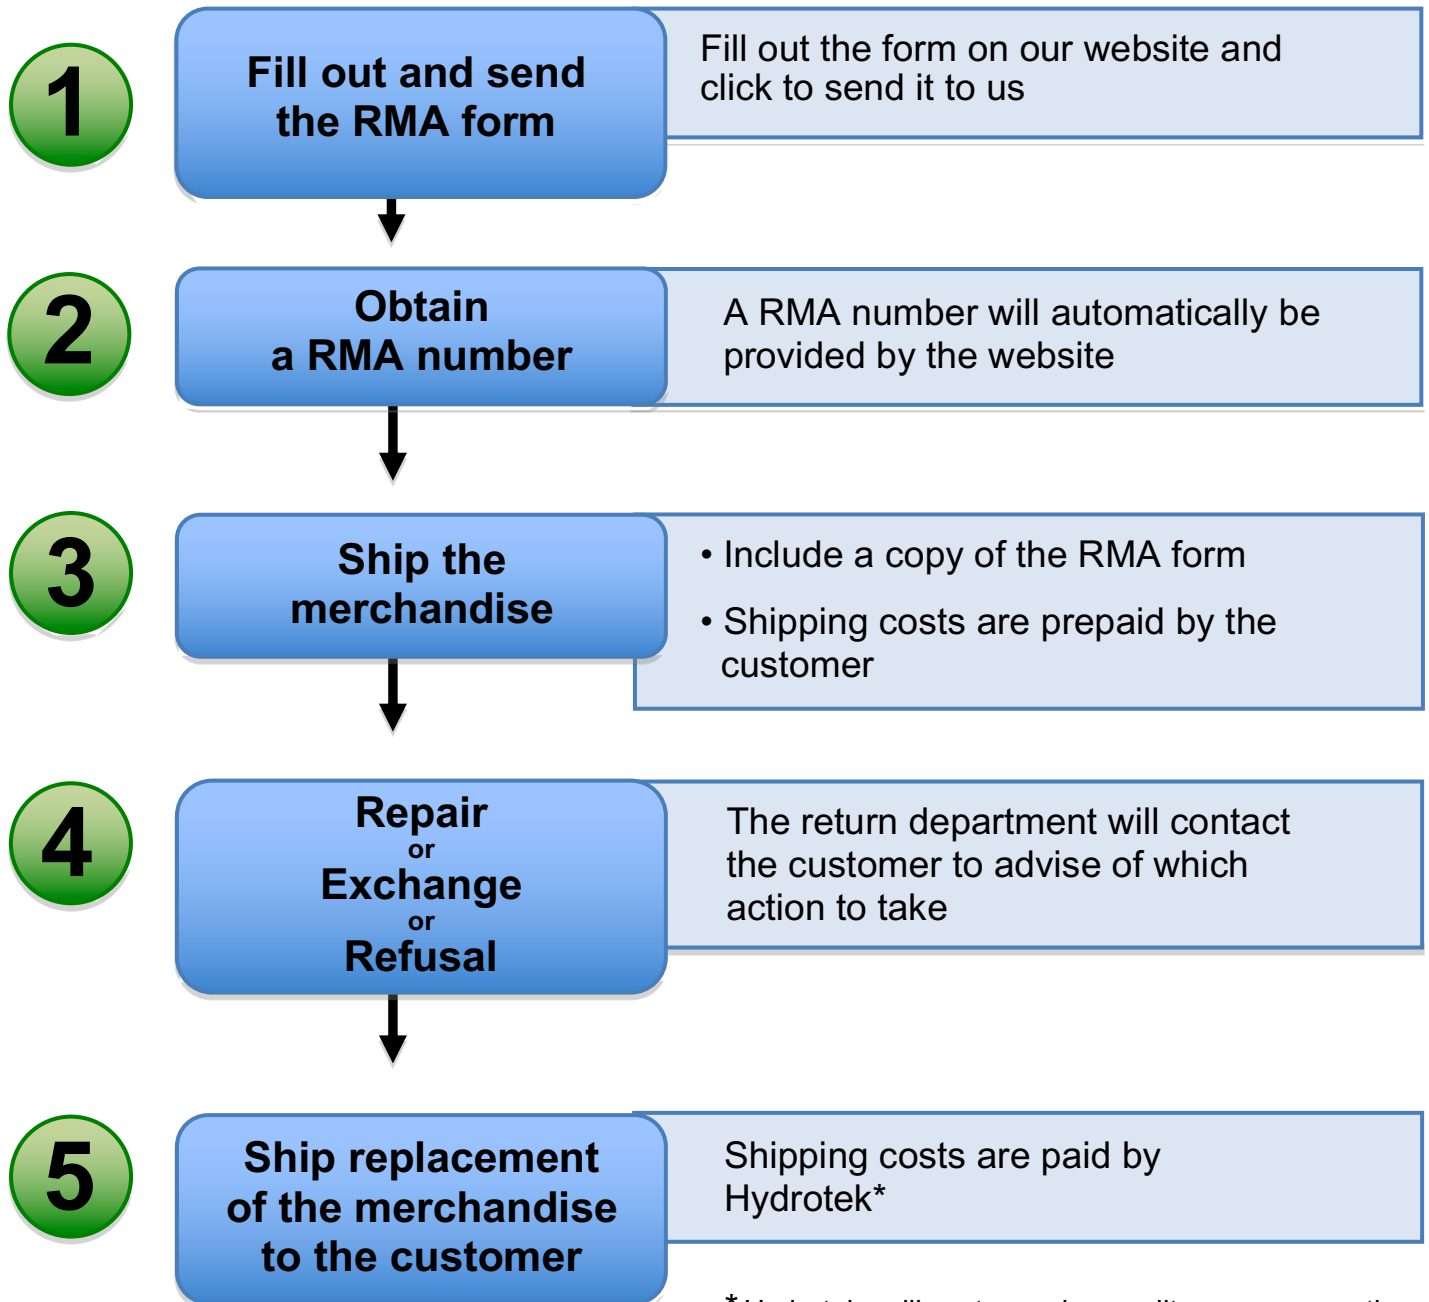 1
Fill out and send
the RMA form
Fill out the form on our website and
click to send it to us
2
Obtain
a RMA number
A RMA number will automatically be
provided by the website
3
Ship the
merchandise
• Include a copy of the RMA form
• Shipping costs are prepaid by the
customer
4
Repair
or
Exchange
or
Refusal
The return department will contact
the customer to advise of which
action to take
5
Ship replacement
of the merchandise
to the customer
Shipping costs are paid by
Hydrotek*